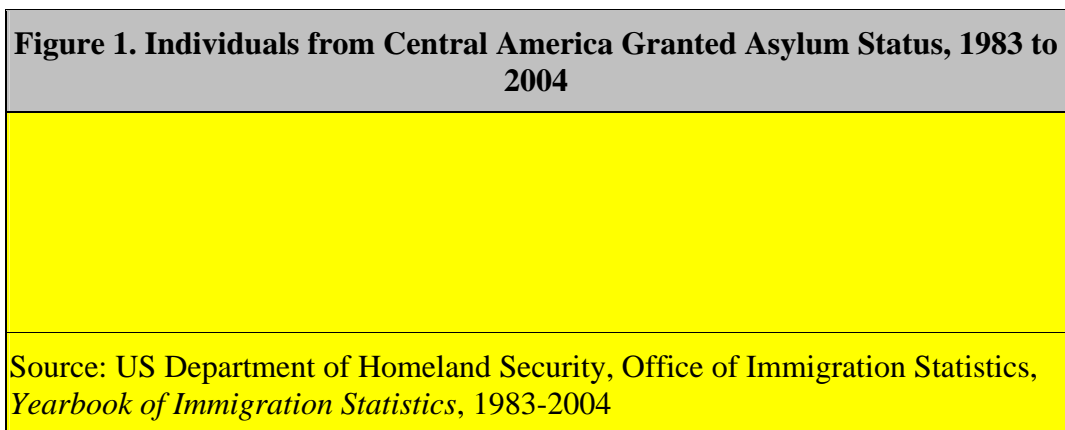 Figure 1. Individuals from Central America Granted Asylum Status, 1983 to
2004
Source: US Department of Homeland Security, Office of Immigration Statistics,
Yearbook of Immigration Statistics, 1983-2004